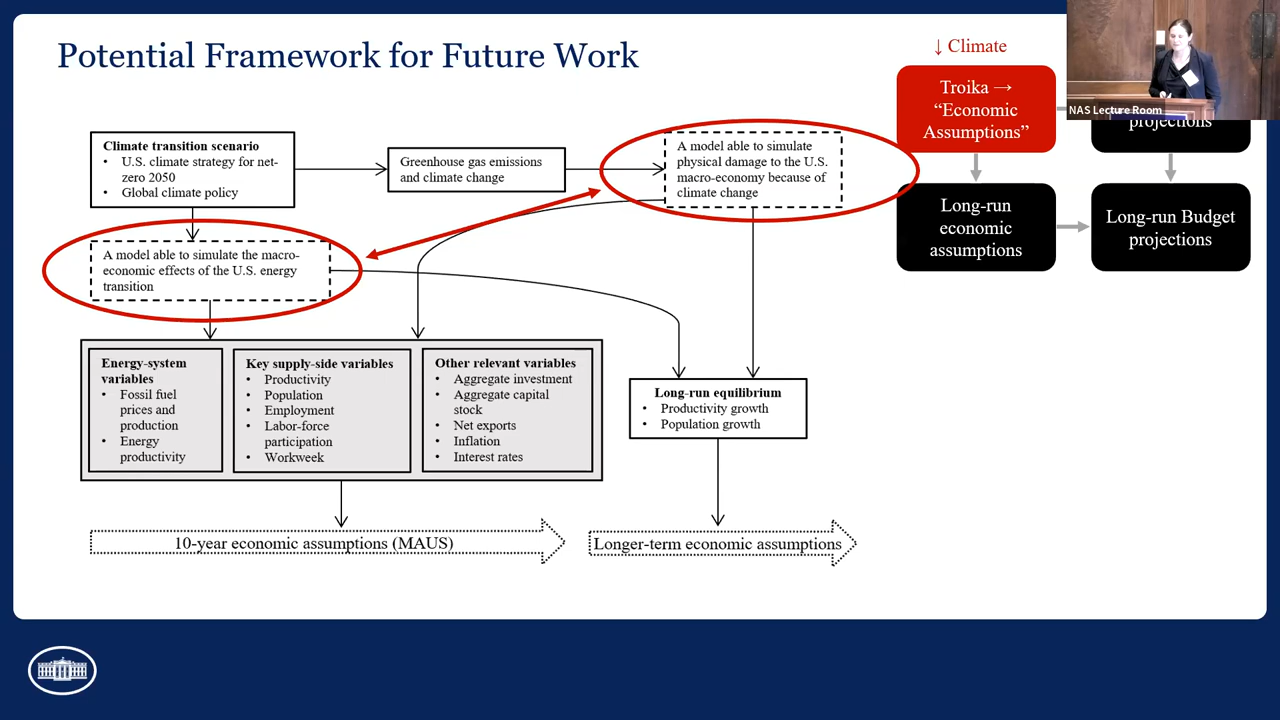 Potential Framework for Future Work
↓ Climate
Troika →
“Economic
Assumptions”
NAS Lecture Room
projections
Long-run
economic
assumptions
Long-run Budget
projections
Climate transition scenario
• U.S. climate strategy for net-
zero 2050
• Global climate policy
Greenhouse gas emissions
and climate change
A model able to simulate
physical damage to the U.S.
macro-economy because of
climate change
A model able to simulate the macro-
economic effects of the U.S. energy
transition
Energy-system
variables
• Fossil fuel
prices and
production
• Energy
productivity
Key supply-side variables
• Productivity
• Population
• Employment
• Labor-force
participation
• Workweek
Other relevant variables
• Aggregate investment
• Aggregate capital
stock
• Net exports
• Inflation
• Interest rates
Long-run equilibrium
• Productivity growth
• Population growth
10-year economic assumptions (MAUS)
Longer-term economic assumptions